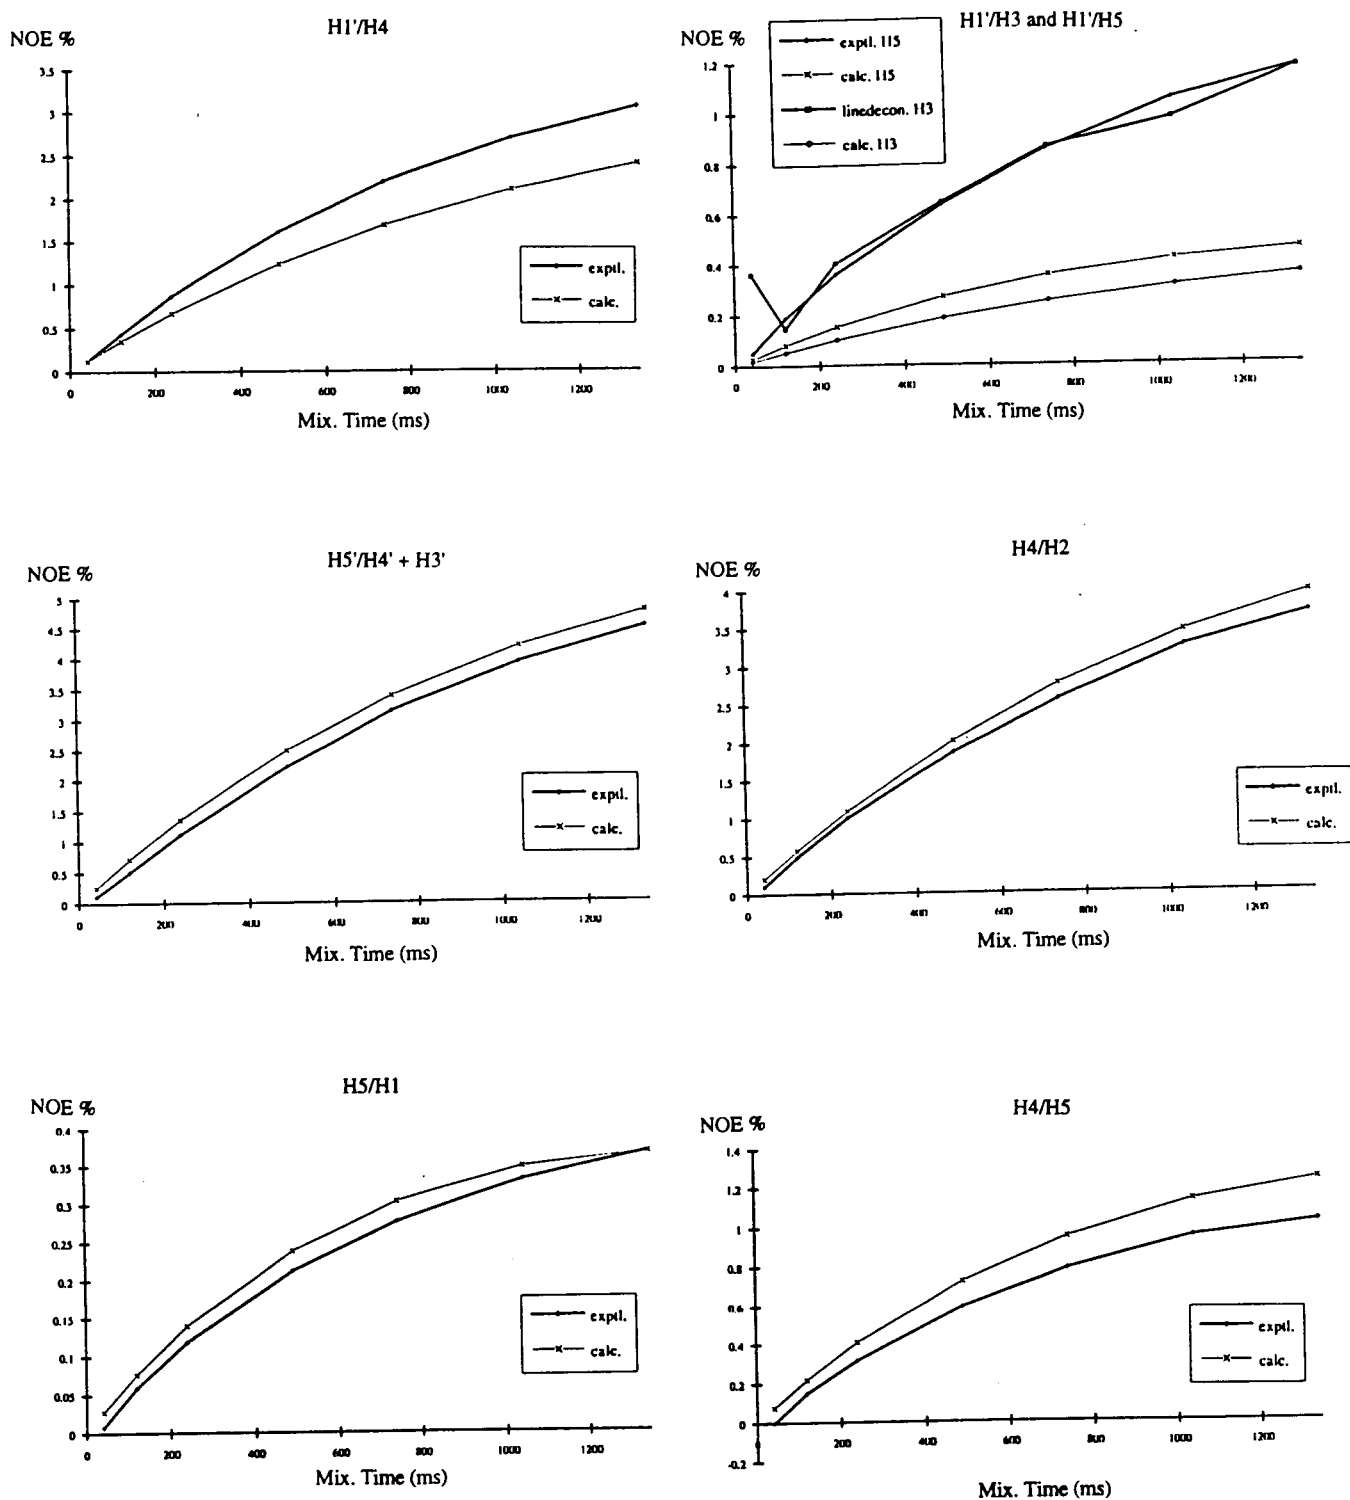 H1'/H4
NOE %
3.5
3
2.5
2
1.5
1
0.5
0
0 200 400 600 800 1000 1200
Mix. Time (ms)
exptl.
calc.
H1'/H3 and H1'/H5
NOE %
exptl. H5
calc. H5
linedecon. H3
calc. H3
1.2
1
0.8
0.6
0.4
0.2
0
0 200 400 600 800 1000 1200
Mix. Time (ms)
H5'/H4' + H3'
NOE %
5
4.5
4
3.5
3
2.5
2
1.5
1
0.5
0
0 200 400 600 800 1000 1200
Mix. Time (ms)
exptl.
calc.
H4/H2
NOE %
4
3.5
3
2.5
2
1.5
1
0.5
0
0 200 400 600 800 1000 1200
Mix. Time (ms)
exptl.
calc.
H5/H1
NOE %
0.4
0.35
0.3
0.25
0.2
0.15
0.1
0.05
0
0 200 400 600 800 1000 1200
Mix. Time (ms)
exptl.
calc.
H4/H5
NOE %
1.4
1.2
1
0.8
0.6
0.4
0.2
0
-0.2
0 200 400 600 800 1000 1200
Mix. Time (ms)
exptl.
calc.